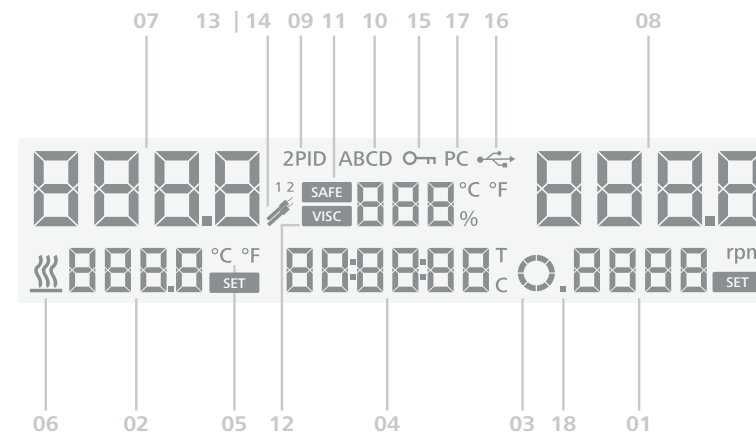 07 13 | 14 09 11 10 15 17 16 08
2PID ABCD PC
888.8 1 2 SAFE 888 °C °F 888.8
VISC %
888.8 °C °F 88:88:88 T .8888 rpm
SET C SET
06 02 05 12 04 03 18 01